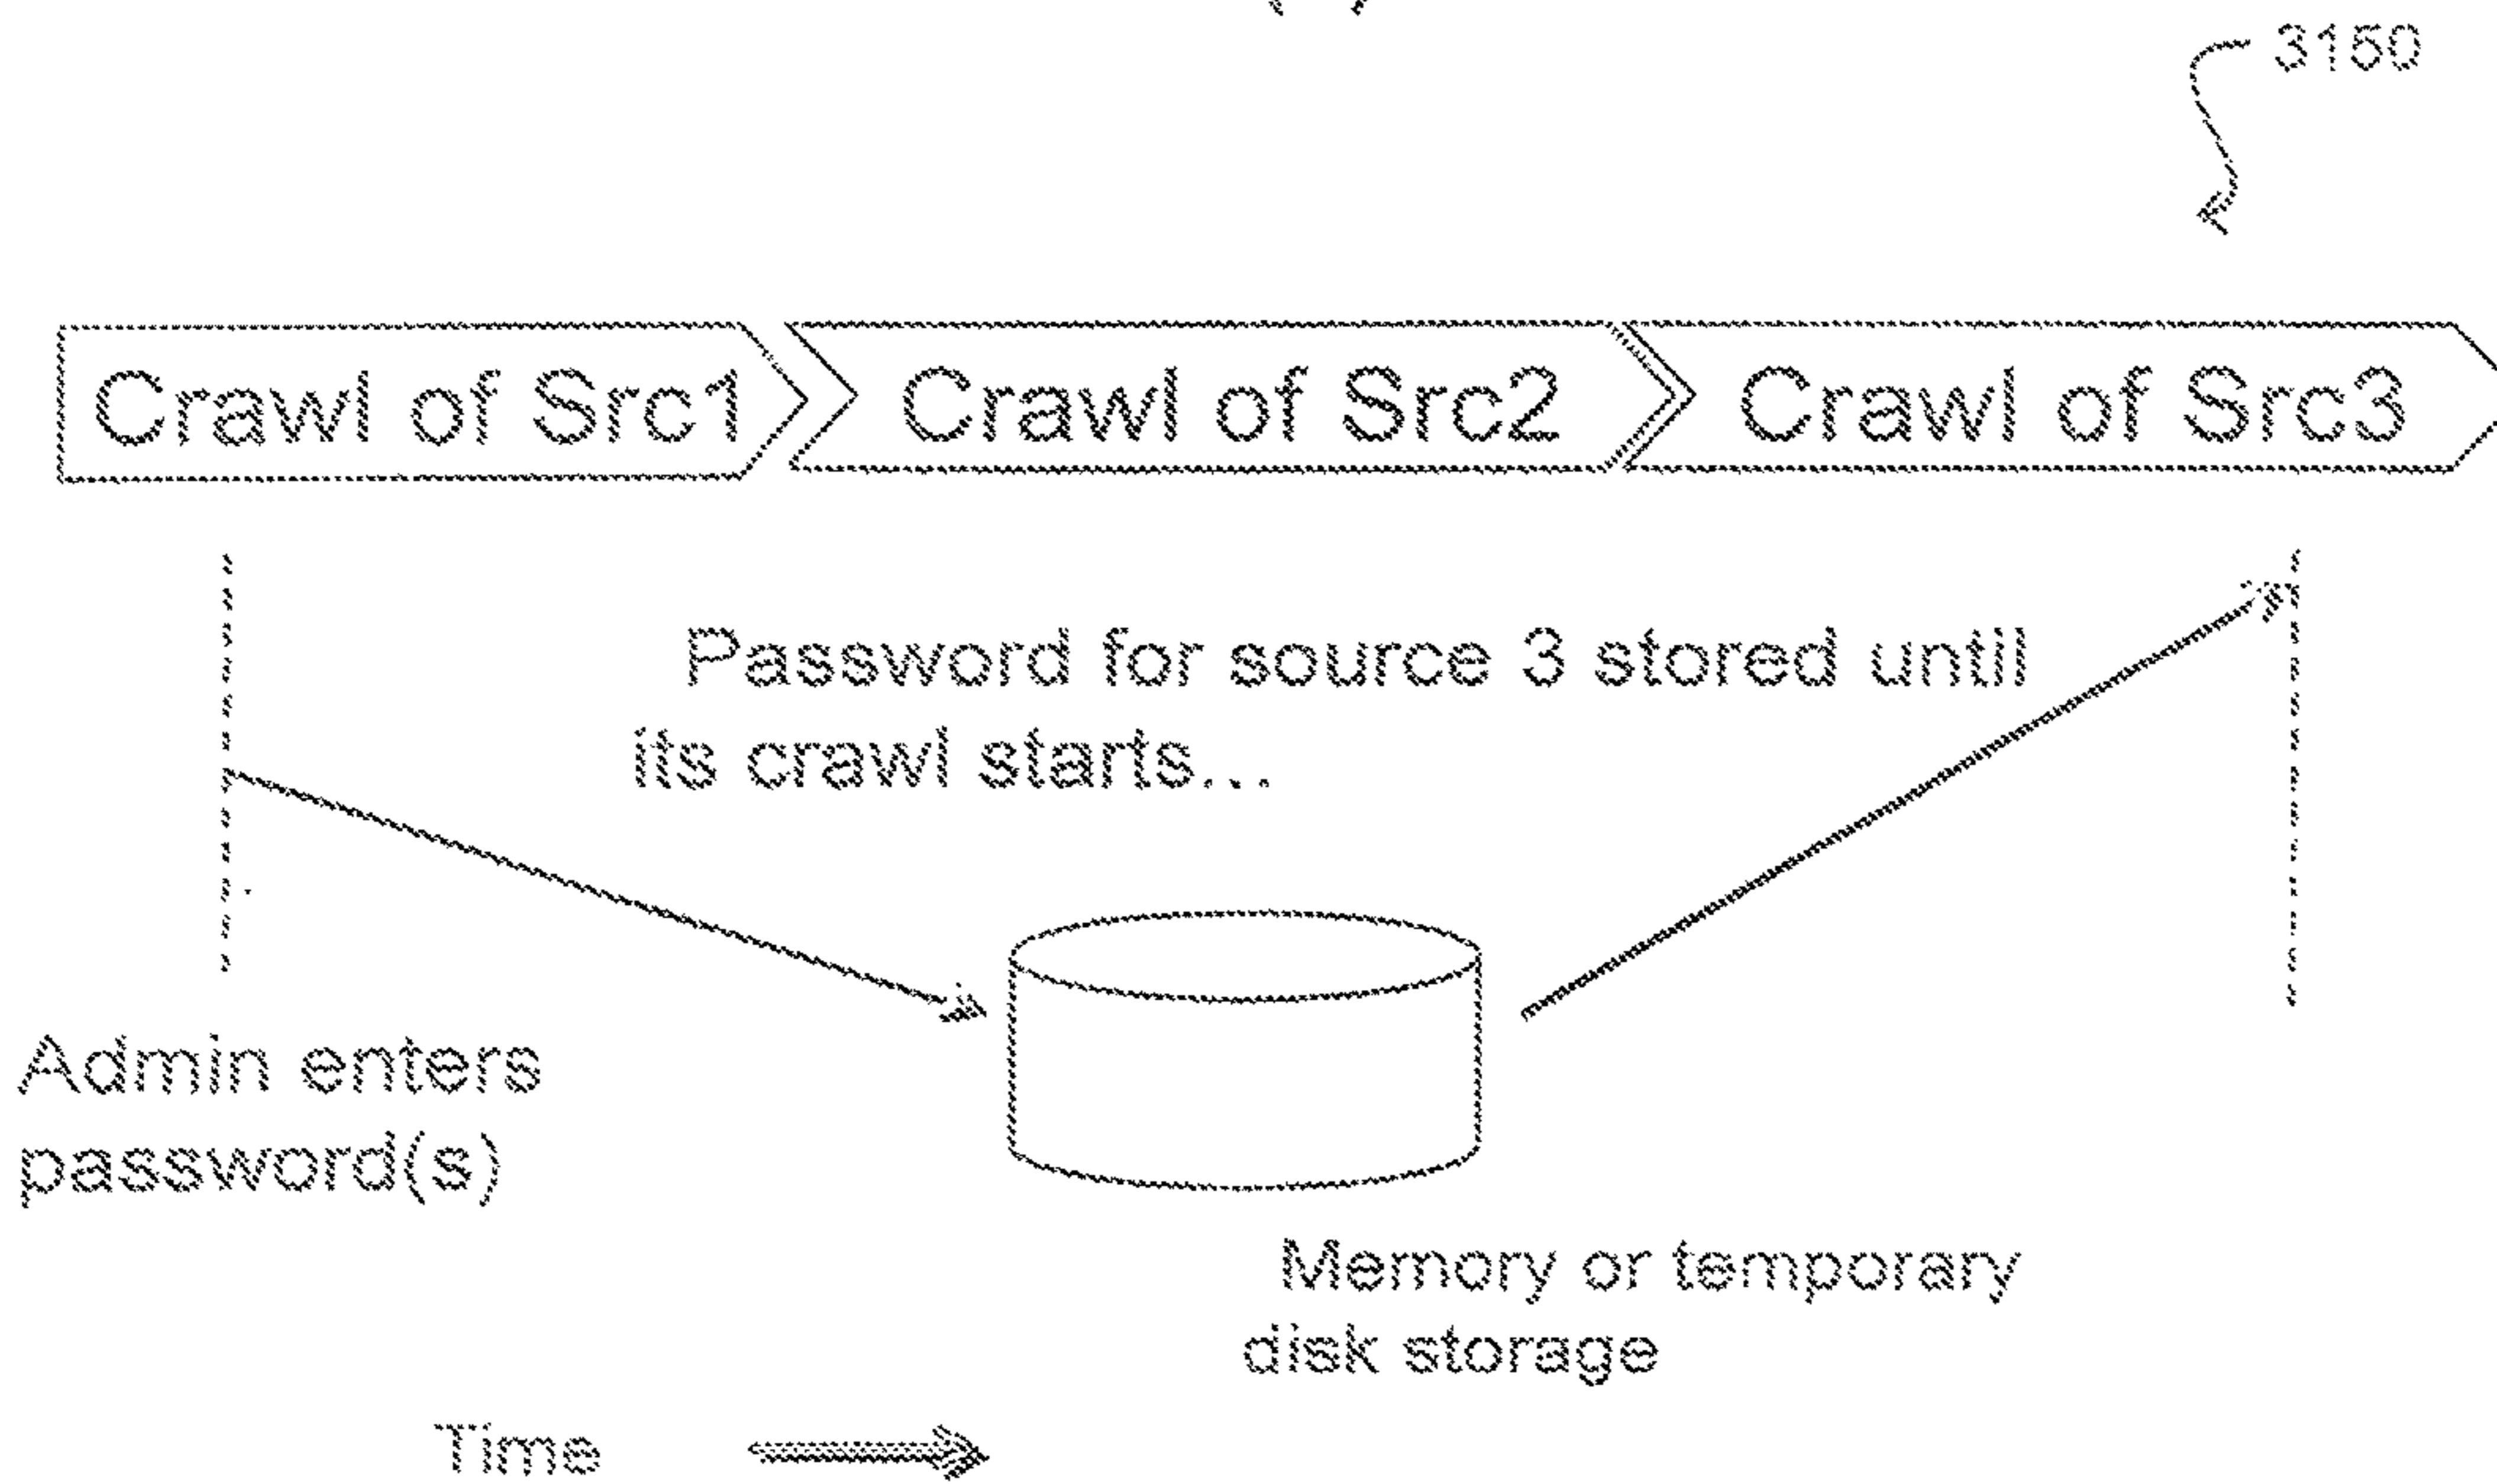 3150
Crawl of Src1
Crawl of Src2
Crawl of Src3
Password for source 3 stored until
its crawl starts...
Admin enters
password(s)
Memory or temporary
disk storage
Time